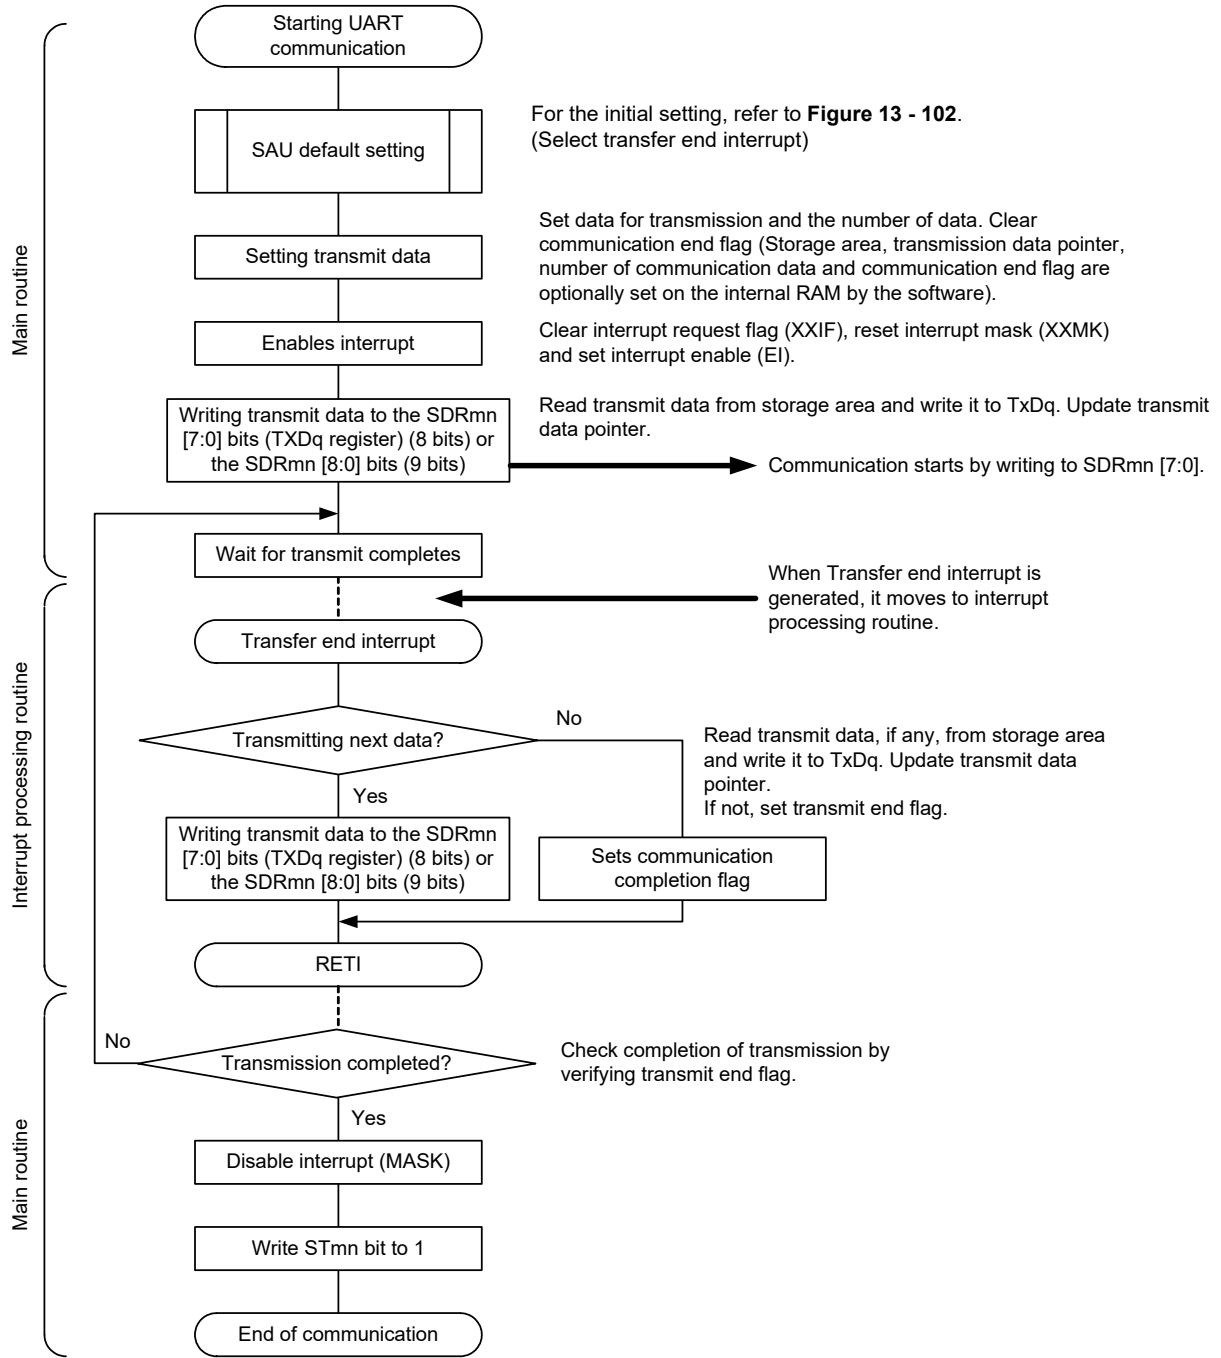 Starting UART
communication
For the initial setting, refer to Figure 13 - 102.
(Select transfer end interrupt)
SAU default setting
Set data for transmission and the number of data. Clear
communication end flag (Storage area, transmission data pointer,
number of communication data and communication end flag are
optionally set on the internal RAM by the software).
Setting transmit data
Main routine
Enables interrupt
Clear interrupt request flag (XXIF), reset interrupt mask (XXMK)
and set interrupt enable (EI).
Writing transmit data to the SDRmn
[7:0] bits (TXDq register) (8 bits) or
the SDRmn [8:0] bits (9 bits)
Read transmit data from storage area and write it to TxDq. Update transmit
data pointer.
Communication starts by writing to SDRmn [7:0].
Wait for transmit completes
When Transfer end interrupt is
generated, it moves to interrupt
processing routine.
Transfer end interrupt
Interrupt processing routine
Transmitting next data?
No
Yes
Read transmit data, if any, from storage area
and write it to TxDq. Update transmit data
pointer.
If not, set transmit end flag.
Writing transmit data to the SDRmn
[7:0] bits (TXDq register) (8 bits) or
the SDRmn [8:0] bits (9 bits)
Sets communication
completion flag
RETI
No
Transmission completed?
Check completion of transmission by
verifying transmit end flag.
Yes
Main routine
Disable interrupt (MASK)
Write STmn bit to 1
End of communication